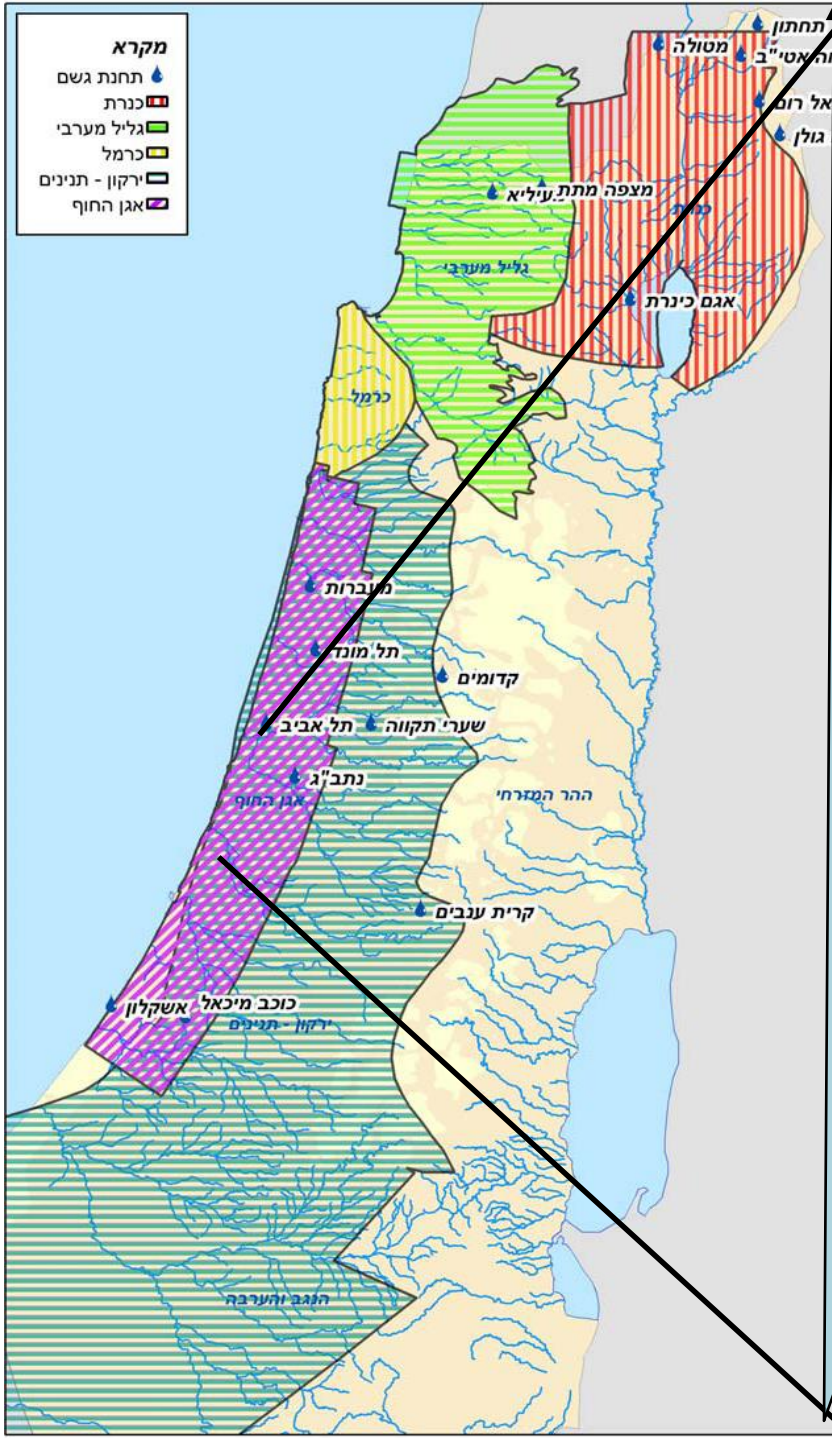 מקרא
תחנת גשם
כנרת
גליל מערבי
כרמל
ירקון - תנינים
אגן החוף
תחתון
מטולה
וה אטי"ב
אל רום
גולן
מצפה מתת
עיליא
גליל מערבי
אגם כינרת
כרמל
מעברות
תל מונד
קדומים
תל אביב
שערי תקווה
נתב"ג
אגן החוף
ההר המזרחי
קרית ענבים
כוכב מיכאל
אשקלון
ירקון - תנינים
הנגב והערבה